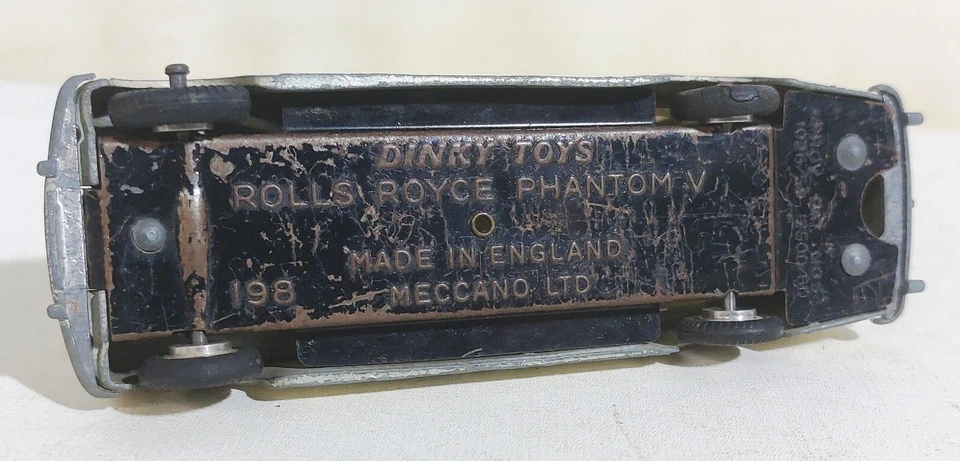 DINKY TOYS
ROLLS ROYCE PHANTOM V
MADE IN ENGLAND
198 MECCANO LTD